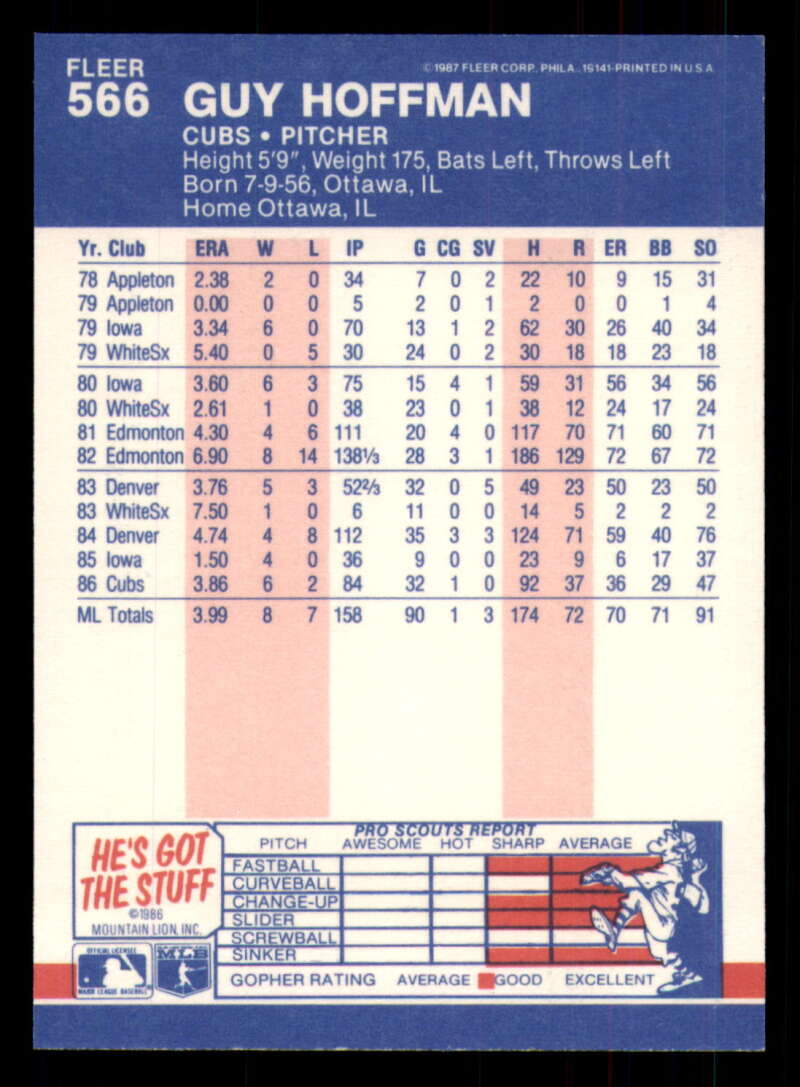 FLEER
566
©1987 FLEER CORP. PHILA., 19141-PRINTED IN U.S.A.
GUY HOFFMAN
CUBS • PITCHER
Height 5'9", Weight 175, Bats Left, Throws Left
Born 7-9-56, Ottawa, IL
Home Ottawa, IL
Yr. Club ERA W L IP G CG SV H R ER BB SO
78 Appleton 2.38 2 0 34 7 0 2 22 10 9 15 31
79 Appleton 0.00 0 0 5 2 0 1 2 0 0 1 4
79 Iowa 3.34 6 0 70 13 1 2 62 30 26 40 34
79 WhiteSx 5.40 0 5 30 24 0 2 30 18 18 23 18
80 Iowa 3.60 6 3 75 15 4 1 59 31 56 34 56
80 WhiteSx 2.61 1 0 38 23 0 1 38 12 24 17 24
81 Edmonton 4.30 4 6 111 20 4 0 117 70 71 60 71
82 Edmonton 6.90 8 14 138⅓ 28 3 1 186 129 72 67 72
83 Denver 3.76 5 3 52⅔ 32 0 5 49 23 50 23 50
83 WhiteSx 7.50 1 0 6 11 0 0 14 5 2 2 2
84 Denver 4.74 4 8 112 35 3 3 124 71 59 40 76
85 Iowa 1.50 4 0 36 9 0 0 23 9 6 17 37
86 Cubs 3.86 6 2 84 32 1 0 92 37 36 29 47
ML Totals 3.99 8 7 158 90 1 3 174 72 70 71 91
HE'S GOT
THE STUFF
©1986
MOUNTAIN LION, INC.
OFFICIAL LICENSEE
MAJOR LEAGUE BASEBALL
MLB
PRO SCOUTS REPORT
PITCH AWESOME HOT SHARP AVERAGE
FASTBALL
CURVEBALL
CHANGE-UP
SLIDER
SCREWBALL
SINKER
GOPHER RATING AVERAGE GOOD EXCELLENT